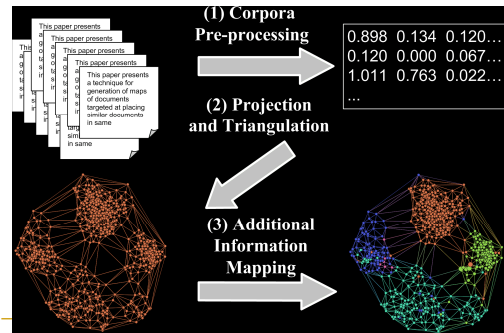 This paper presents
This paper presents
This paper presents
This paper presents
This paper presents
This paper presents
a technique for
generation of maps
of documents
targeted at placing
similar documents
in same
(1) Corpora
Pre-processing
0.898 0.134 0.120...
0.120 0.000 0.067...
1.011 0.763 0.022...
...
(2) Projection
and Triangulation
(3) Additional
Information
Mapping